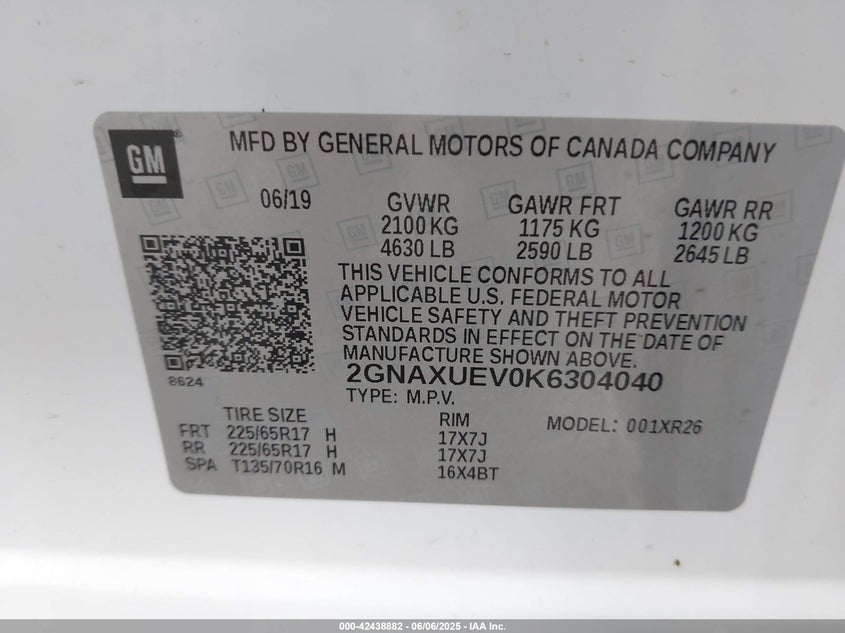 GM
MFD BY GENERAL MOTORS OF CANADA COMPANY
06/19
GVWR
2100 KG
4630 LB
GAWR FRT
1175 KG
2590 LB
GAWR RR
1200 KG
2645 LB
THIS VEHICLE CONFORMS TO ALL
APPLICABLE U.S. FEDERAL MOTOR
VEHICLE SAFETY AND THEFT PREVENTION
STANDARDS IN EFFECT ON THE DATE OF
MANUFACTURE SHOWN ABOVE.
8624
2GNAXUEV0K6304040
TYPE: M.P.V.
MODEL: 001XR26
TIRE SIZE RIM
FRT 225/65R17 H 17X7J
RR 225/65R17 H 17X7J
SPA T135/70R16 M 16X4BT
000-42438882 - 06/06/2025 - IAA Inc.